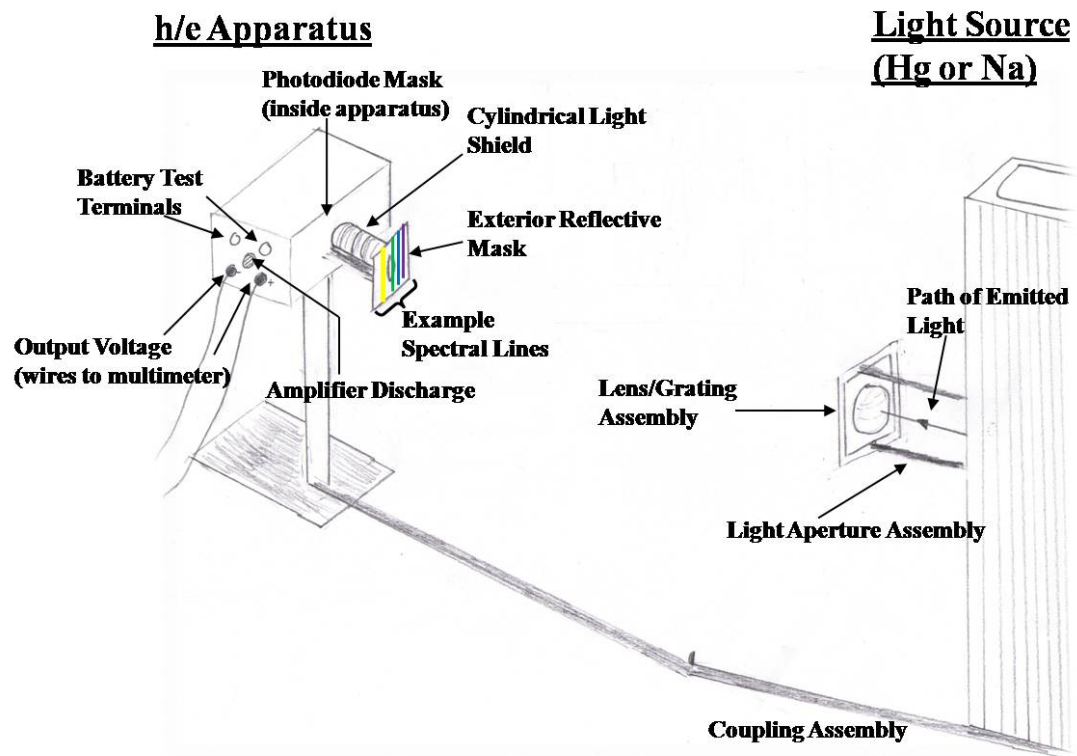 h/e Apparatus
Light Source
(Hg or Na)
Photodiode Mask
(inside apparatus)
Cylindrical Light
Shield
Battery Test
Terminals
Exterior Reflective
Mask
-
+
Path of Emitted
Light
Example
Spectral Lines
Output Voltage
(wires to multimeter)
Amplifier Discharge
Lens/Grating
Assembly
Light Aperture Assembly
Coupling Assembly